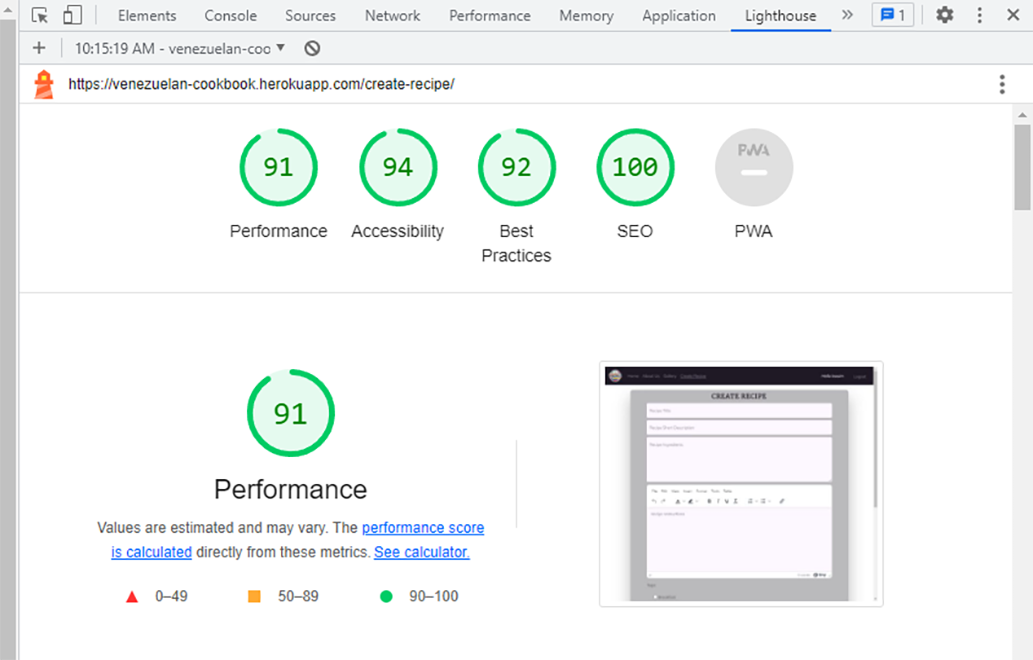 Elements Console Sources Network Performance Memory Application Lighthouse » 1
+ 10:15:19 AM - venezuelan-coo
https://venezuelan-cookbook.herokuapp.com/create-recipe/
91 94 92 100 PWA
Performance Accessibility Best Practices SEO PWA
91
Performance
Values are estimated and may vary. The performance score
is calculated directly from these metrics. See calculator.
0–49 50–89 90–100
CREATE RECIPE